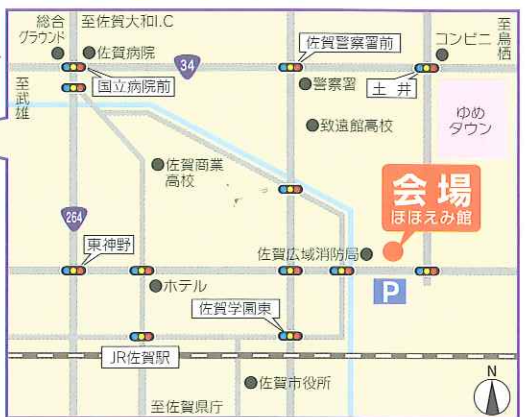 総合
グラウンド
至佐賀大和I.C
佐賀病院
34
佐賀警察署前
コンビニ
至鳥栖
国立病院前
至武雄
警察署
土井
致遠館高校
ゆめ
タウン
佐賀商業
高校
会場
ほほえみ館
264
東神野
佐賀広域消防局
ホテル
P
佐賀学園東
JR佐賀駅
佐賀市役所
至佐賀県庁
N